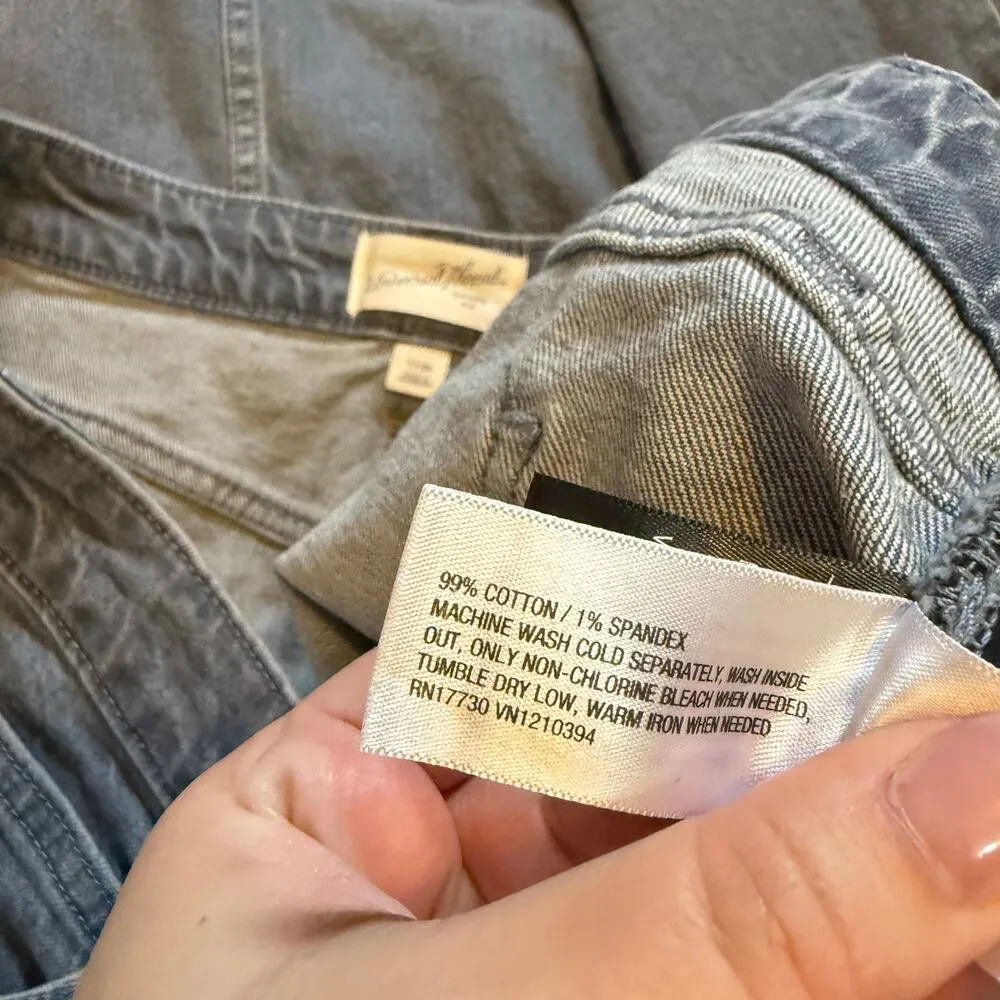 99% COTTON / 1% SPANDEX
MACHINE WASH COLD SEPARATELY, WASH INSIDE
OUT, ONLY NON-CHLORINE BLEACH WHEN NEEDED,
TUMBLE DRY LOW, WARM IRON WHEN NEEDED
RN17730 VN1210394